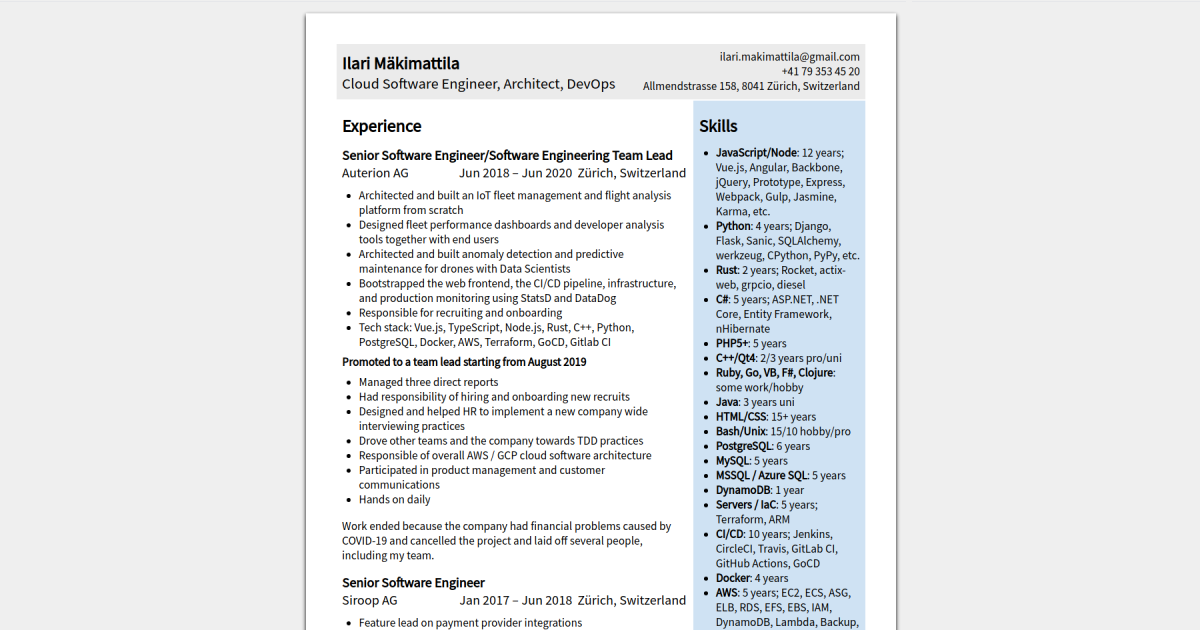 Ilari Mäkimattila
Cloud Software Engineer, Architect, DevOps
ilari.makimattila@gmail.com
+41 79 353 45 20
Allmendstrasse 158, 8041 Zürich, Switzerland
Experience
Senior Software Engineer/Software Engineering Team Lead
Auterion AG Jun 2018 – Jun 2020 Zürich, Switzerland
• Architected and built an IoT fleet management and flight analysis
platform from scratch
• Designed fleet performance dashboards and developer analysis
tools together with end users
• Architected and built anomaly detection and predictive
maintenance for drones with Data Scientists
• Bootstrapped the web frontend, the CI/CD pipeline, infrastructure,
and production monitoring using StatsD and DataDog
• Responsible for recruiting and onboarding
• Tech stack: Vue.js, TypeScript, Node.js, Rust, C++, Python,
PostgreSQL, Docker, AWS, Terraform, GoCD, Gitlab CI
Promoted to a team lead starting from August 2019
• Managed three direct reports
• Had responsibility of hiring and onboarding new recruits
• Designed and helped HR to implement a new company wide
interviewing practices
• Drove other teams and the company towards TDD practices
• Responsible of overall AWS / GCP cloud software architecture
• Participated in product management and customer
communications
• Hands on daily
Work ended because the company had financial problems caused by
COVID-19 and cancelled the project and laid off several people,
including my team.
Senior Software Engineer
Siroop AG Jan 2017 – Jun 2018 Zürich, Switzerland
• Feature lead on payment provider integrations
Skills
• JavaScript/Node: 12 years;
Vue.js, Angular, Backbone,
jQuery, Prototype, Express,
Webpack, Gulp, Jasmine,
Karma, etc.
• Python: 4 years; Django,
Flask, Sanic, SQLAlchemy,
werkzeug, CPython, PyPy, etc.
• Rust: 2 years; Rocket, actix-
web, grpcio, diesel
• C#: 5 years; ASP.NET, .NET
Core, Entity Framework,
nHibernate
• PHP5+: 5 years
• C++/Qt4: 2/3 years pro/uni
• Ruby, Go, VB, F#, Clojure:
some work/hobby
• Java: 3 years uni
• HTML/CSS: 15+ years
• Bash/Unix: 15/10 hobby/pro
• PostgreSQL: 6 years
• MySQL: 5 years
• MSSQL / Azure SQL: 5 years
• DynamoDB: 1 year
• Servers / IaC: 5 years;
Terraform, ARM
• CI/CD: 10 years; Jenkins,
CircleCI, Travis, GitLab CI,
GitHub Actions, GoCD
• Docker: 4 years
• AWS: 5 years; EC2, ECS, ASG,
ELB, RDS, EFS, EBS, IAM,
DynamoDB, Lambda, Backup,